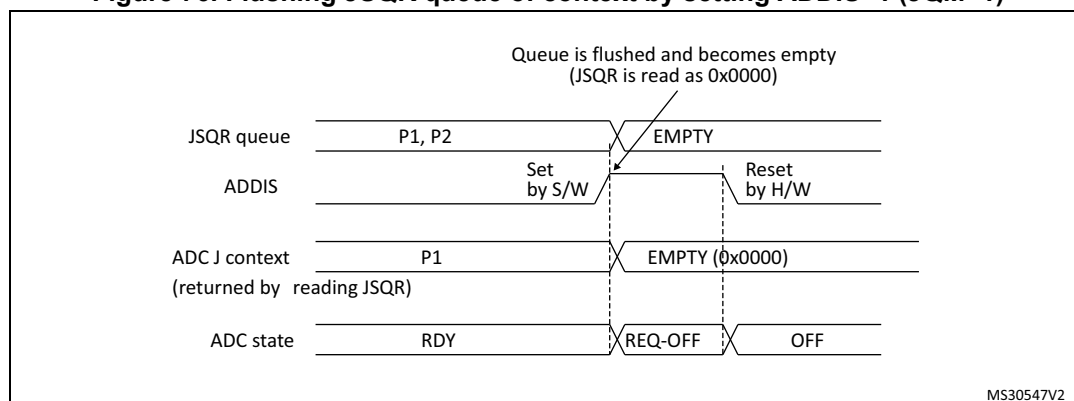 Queue is flushed and becomes empty
(JSQR is read as 0x0000)
JSQR queue P1, P2 EMPTY
Set Reset
ADDIS by S/W by H/W
ADC J context P1 EMPTY (0x0000)
(returned by reading JSQR)
ADC state RDY REQ-OFF OFF
MS30547V2